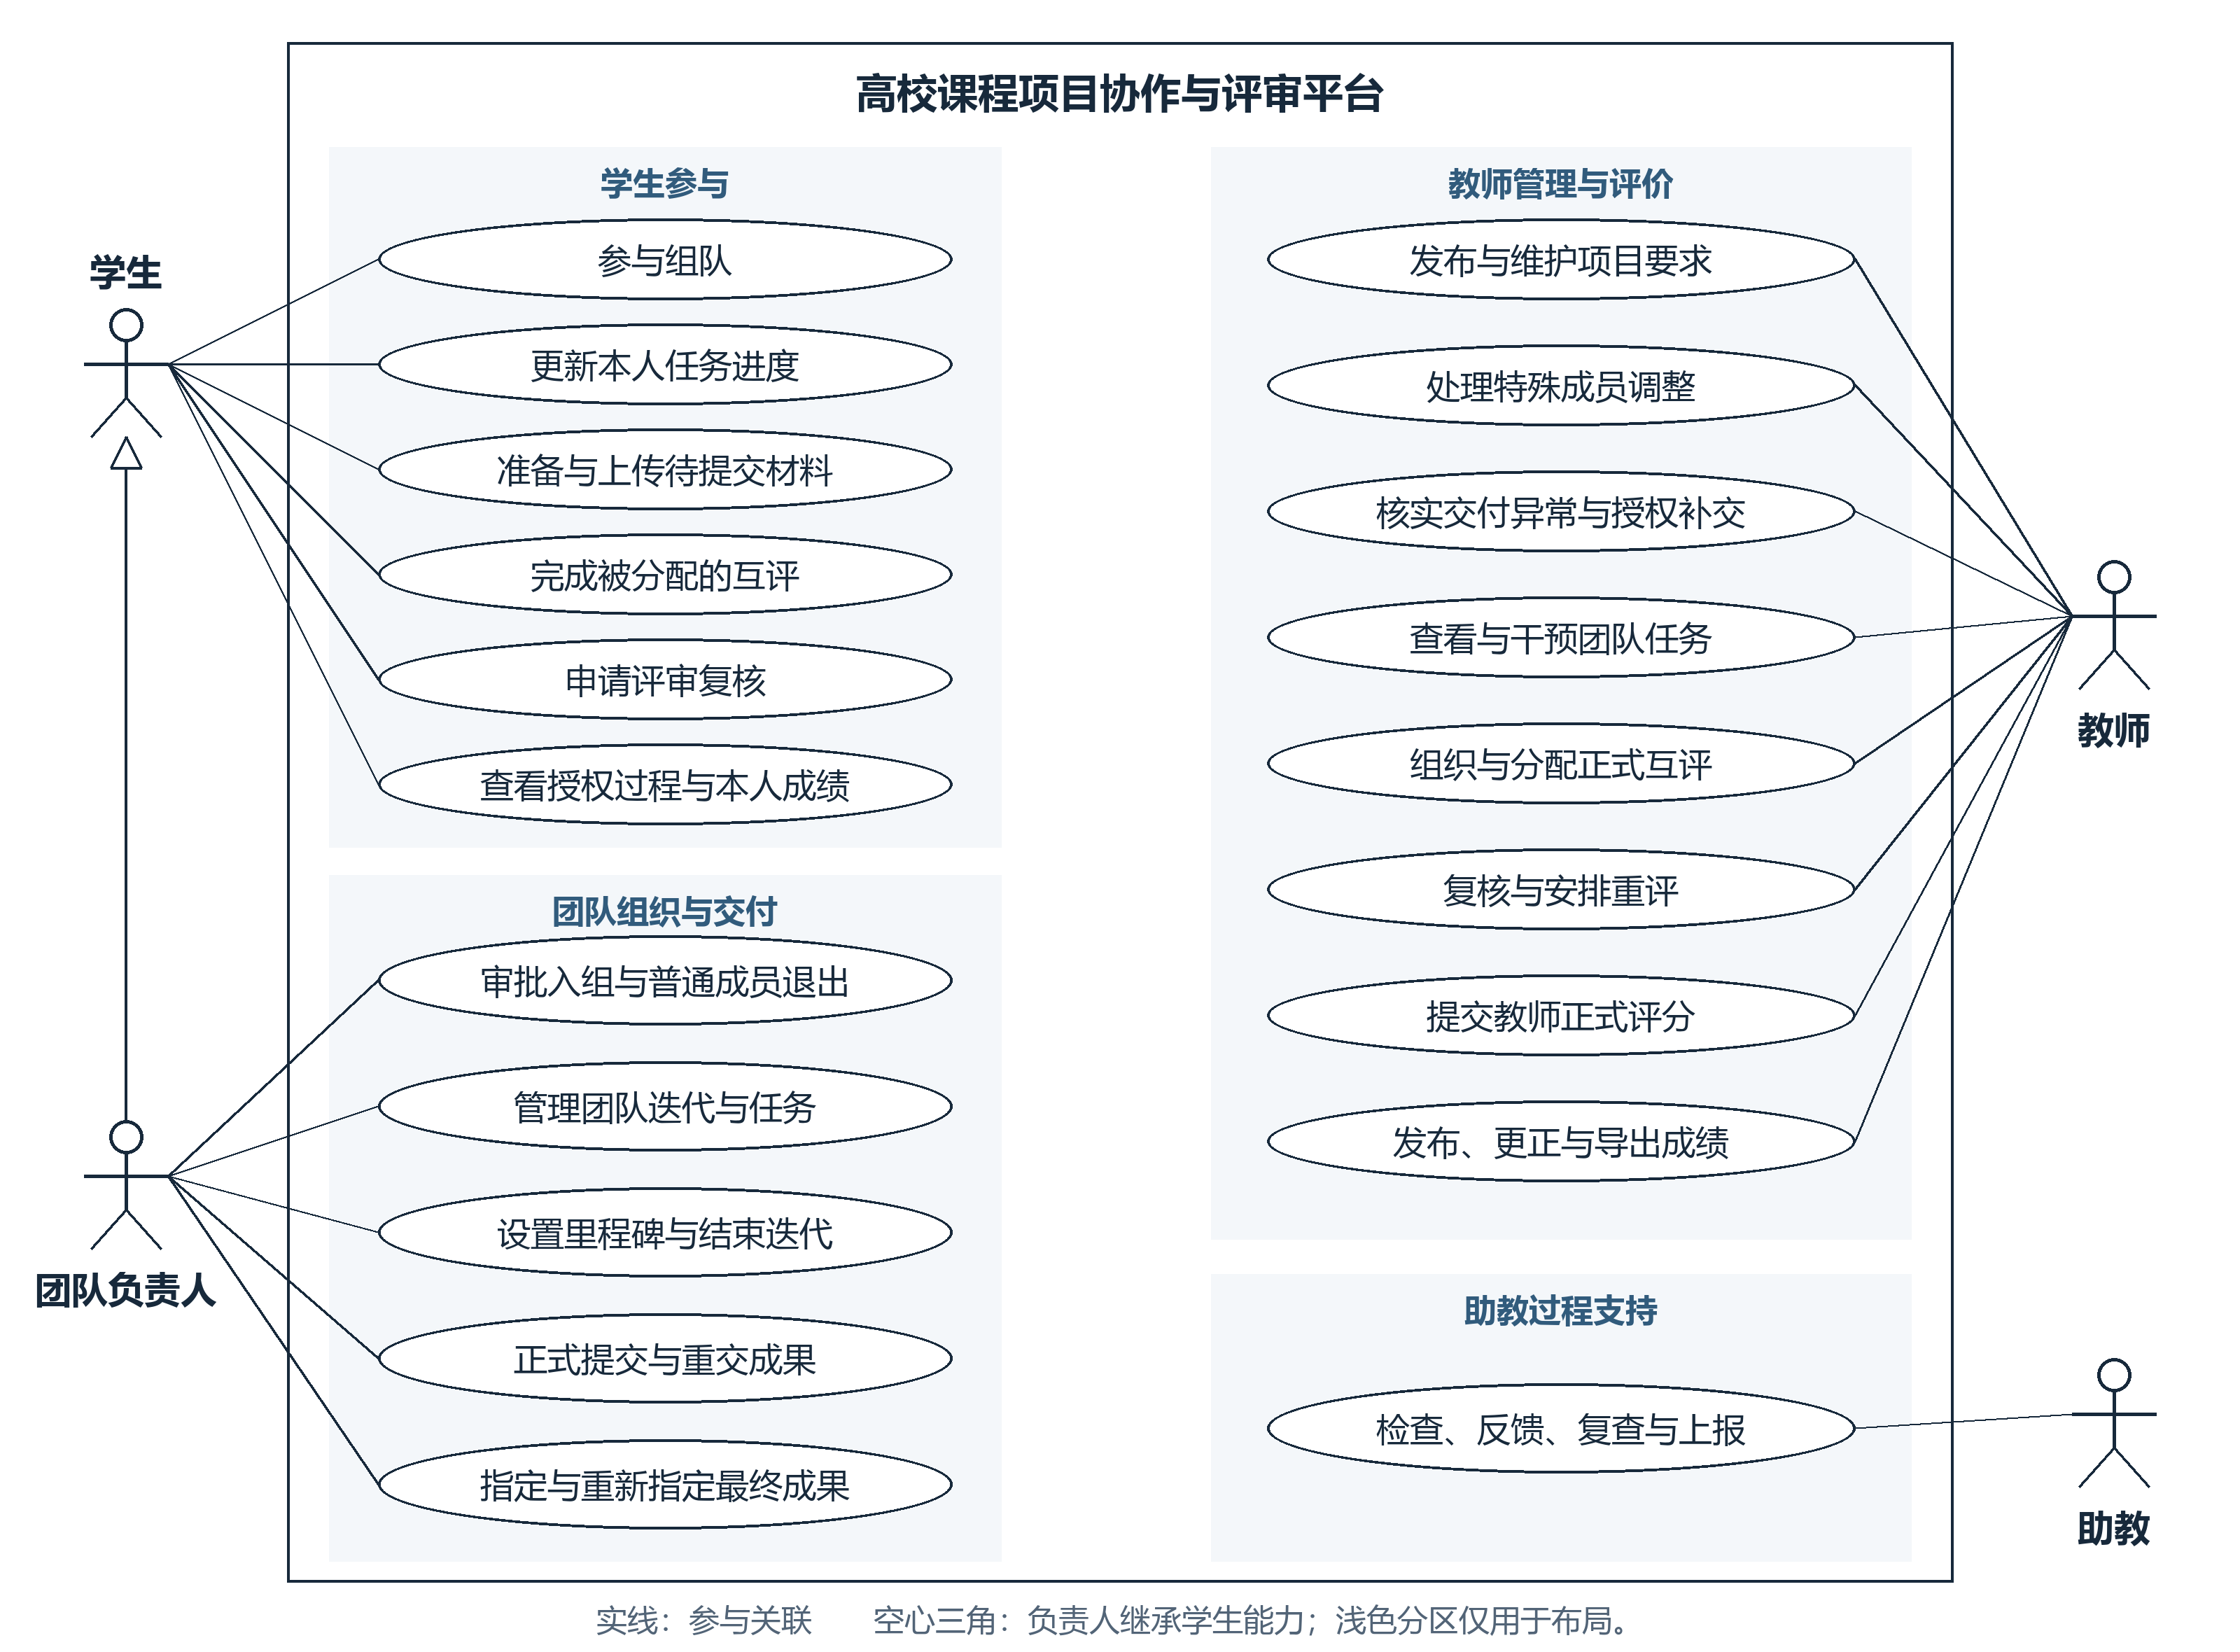 高校课程项目协作与评审平台
学生参与
参与组队
更新本人任务进度
准备与上传待提交材料
完成被分配的互评
申请评审复核
查看授权过程与本人成绩
团队组织与交付
审批入组与普通成员退出
管理团队迭代与任务
设置里程碑与结束迭代
正式提交与重交成果
指定与重新指定最终成果
教师管理与评价
发布与维护项目要求
处理特殊成员调整
核实交付异常与授权补交
查看与干预团队任务
组织与分配正式互评
复核与安排重评
提交教师正式评分
发布、更正与导出成绩
助教过程支持
检查、反馈、复查与上报
学生
团队负责人
教师
助教
实线：参与关联　　空心三角：负责人继承学生能力；浅色分区仅用于布局。